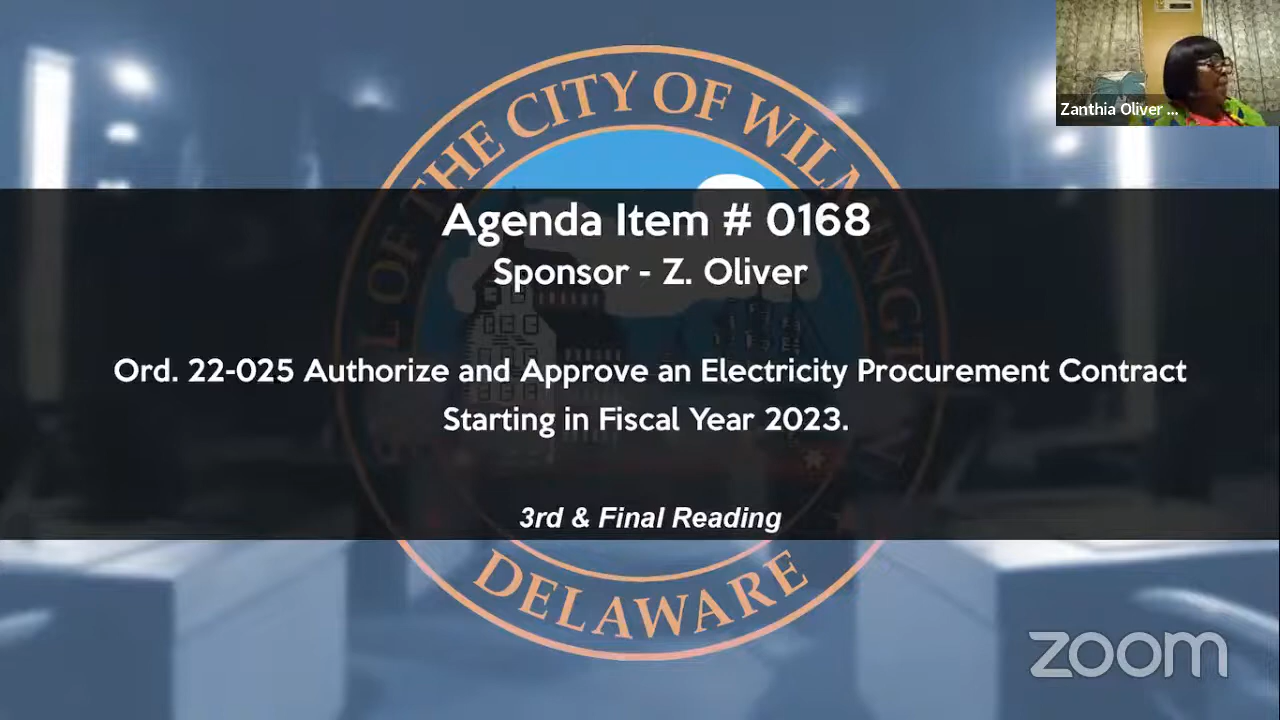 Zanthia Oliver ...
THE CITY OF WILM
Agenda Item # 0168
Sponsor - Z. Oliver
Ord. 22-025 Authorize and Approve an Electricity Procurement Contract
Starting in Fiscal Year 2023.
3rd & Final Reading
DELAWARE
zoom